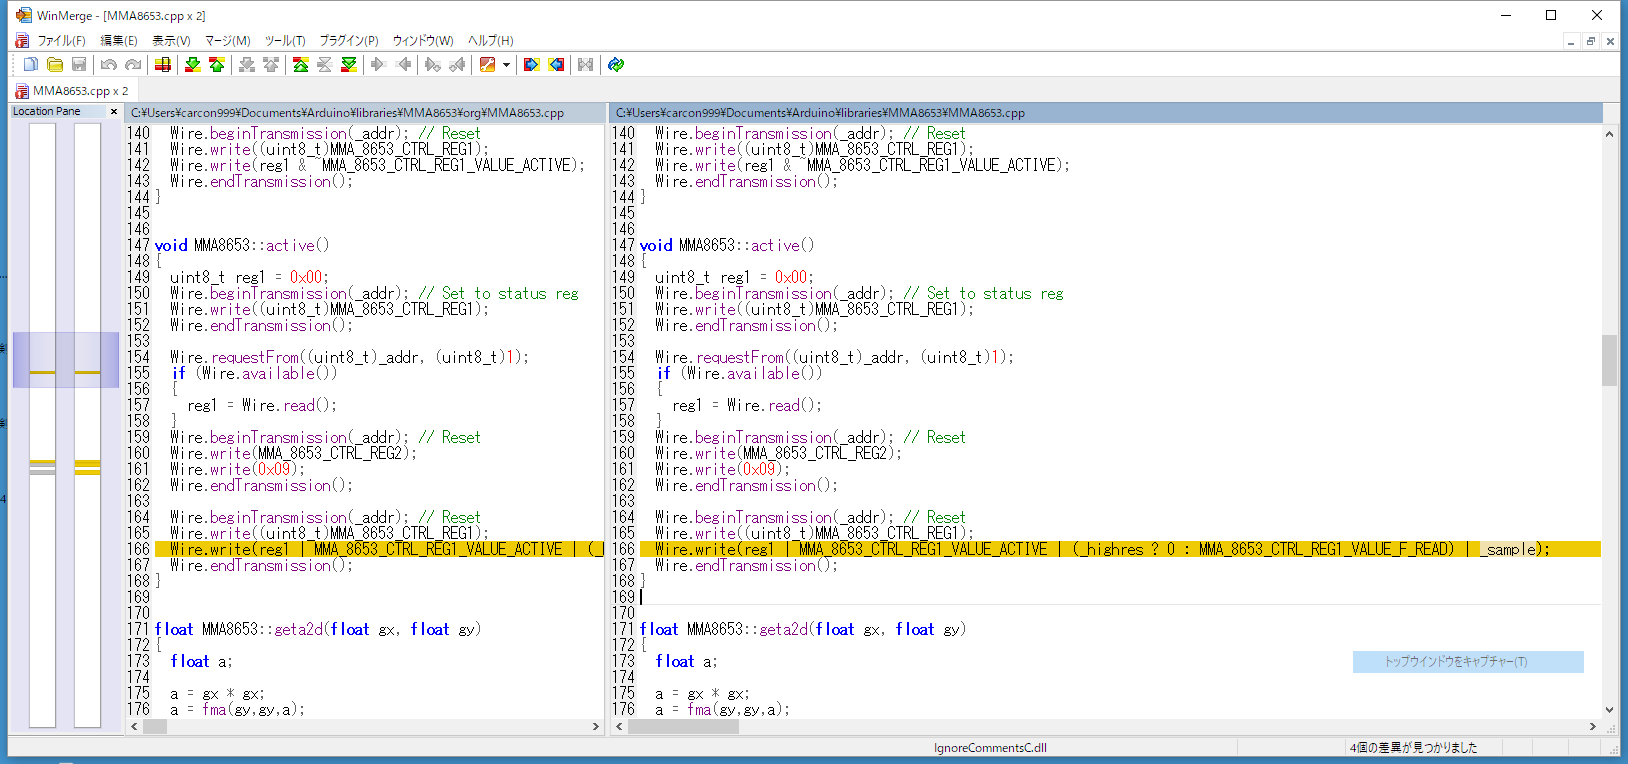 WinMerge - [MMA8653.cpp x 2]
ファイル(F) 編集(E) 表示(V) マージ(M) ツール(T) プラグイン(P) ウィンドウ(W) ヘルプ(H)
MMA8653.cpp x 2
Location Pane x
C:¥Users¥carcon999¥Documents¥Arduino¥libraries¥MMA8653¥org¥MMA8653.cpp
140 Wire.beginTransmission(_addr); // Reset
141 Wire.write((uint8_t)MMA_8653_CTRL_REG1);
142 Wire.write(reg1 & ~MMA_8653_CTRL_REG1_VALUE_ACTIVE);
143 Wire.endTransmission();
144 }
145
146
147 void MMA8653::active()
148 {
149 uint8_t reg1 = 0x00;
150 Wire.beginTransmission(_addr); // Set to status reg
151 Wire.write((uint8_t)MMA_8653_CTRL_REG1);
152 Wire.endTransmission();
153
154 Wire.requestFrom((uint8_t)_addr, (uint8_t)1);
155 if (Wire.available())
156 {
157 reg1 = Wire.read();
158 }
159 Wire.beginTransmission(_addr); // Reset
160 Wire.write(MMA_8653_CTRL_REG2);
161 Wire.write(0x09);
162 Wire.endTransmission();
163
164 Wire.beginTransmission(_addr); // Reset
165 Wire.write((uint8_t)MMA_8653_CTRL_REG1);
166 Wire.write(reg1 | MMA_8653_CTRL_REG1_VALUE_ACTIVE | (_
167 Wire.endTransmission();
168 }
169
170
171 float MMA8653::geta2d(float gx, float gy)
172 {
173 float a;
174
175 a = gx * gx;
176 a = fma(gy,gy,a);
C:¥Users¥carcon999¥Documents¥Arduino¥libraries¥MMA8653¥MMA8653.cpp
140 Wire.beginTransmission(_addr); // Reset
141 Wire.write((uint8_t)MMA_8653_CTRL_REG1);
142 Wire.write(reg1 & ~MMA_8653_CTRL_REG1_VALUE_ACTIVE);
143 Wire.endTransmission();
144 }
145
146
147 void MMA8653::active()
148 {
149 uint8_t reg1 = 0x00;
150 Wire.beginTransmission(_addr); // Set to status reg
151 Wire.write((uint8_t)MMA_8653_CTRL_REG1);
152 Wire.endTransmission();
153
154 Wire.requestFrom((uint8_t)_addr, (uint8_t)1);
155 if (Wire.available())
156 {
157 reg1 = Wire.read();
158 }
159 Wire.beginTransmission(_addr); // Reset
160 Wire.write(MMA_8653_CTRL_REG2);
161 Wire.write(0x09);
162 Wire.endTransmission();
163
164 Wire.beginTransmission(_addr); // Reset
165 Wire.write((uint8_t)MMA_8653_CTRL_REG1);
166 Wire.write(reg1 | MMA_8653_CTRL_REG1_VALUE_ACTIVE | (_highres ? 0 : MMA_8653_CTRL_REG1_VALUE_F_READ) | _sample);
167 Wire.endTransmission();
168 }
169
170
171 float MMA8653::geta2d(float gx, float gy)
172 {
173 float a;
174
175 a = gx * gx;
176 a = fma(gy,gy,a);
トップウインドウをキャプチャー(T)
IgnoreCommentsC.dll
4個の差異が見つかりました